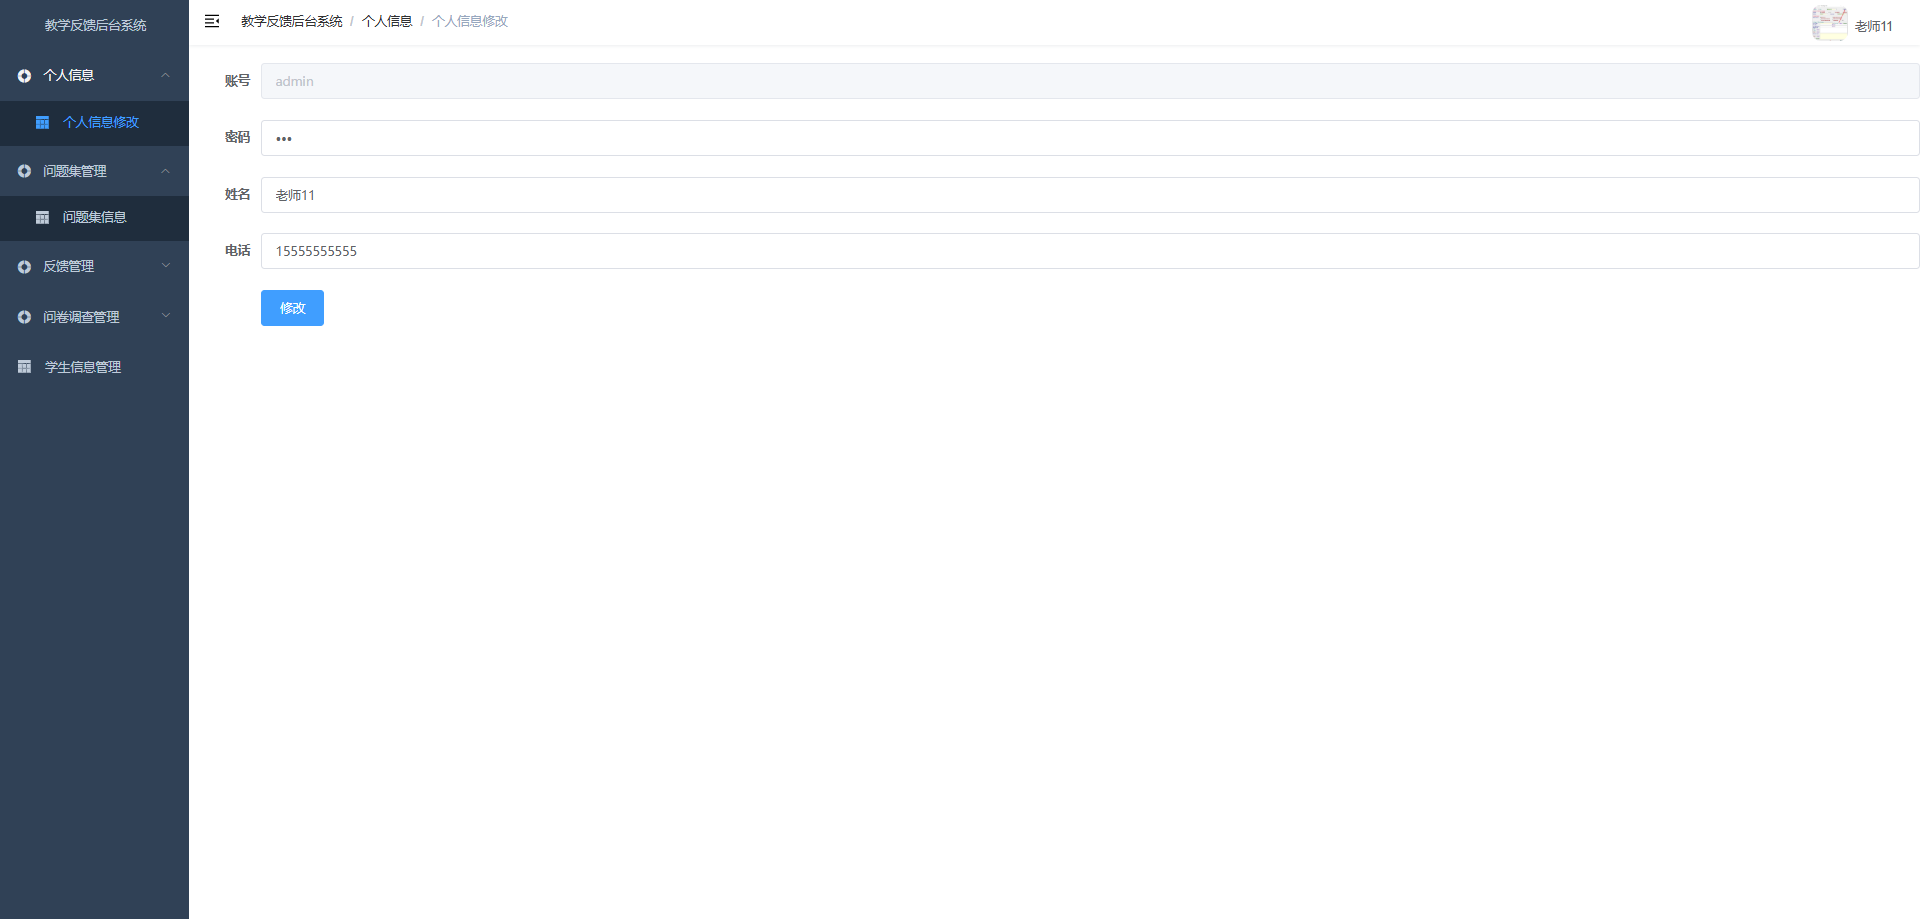 教学反馈后台系统
个人信息
个人信息修改
问题集管理
问题集信息
反馈管理
问卷调查管理
学生信息管理
教学反馈后台系统 / 个人信息 / 个人信息修改
老师11
账号 admin
密码 •••
姓名 老师11
电话 15555555555
修改